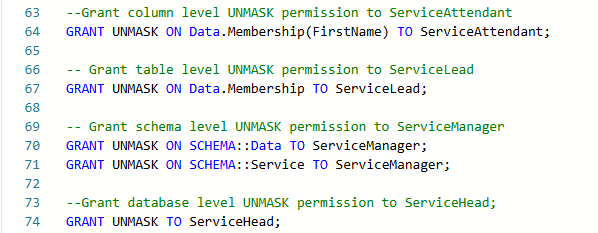 63 --Grant column level UNMASK permission to ServiceAttendant
64 GRANT UNMASK ON Data.Membership(FirstName) TO ServiceAttendant;
65
66 -- Grant table level UNMASK permission to ServiceLead
67 GRANT UNMASK ON Data.Membership TO ServiceLead;
68
69 -- Grant schema level UNMASK permission to ServiceManager
70 GRANT UNMASK ON SCHEMA::Data TO ServiceManager;
71 GRANT UNMASK ON SCHEMA::Service TO ServiceManager;
72
73 --Grant database level UNMASK permission to ServiceHead;
74 GRANT UNMASK TO ServiceHead;